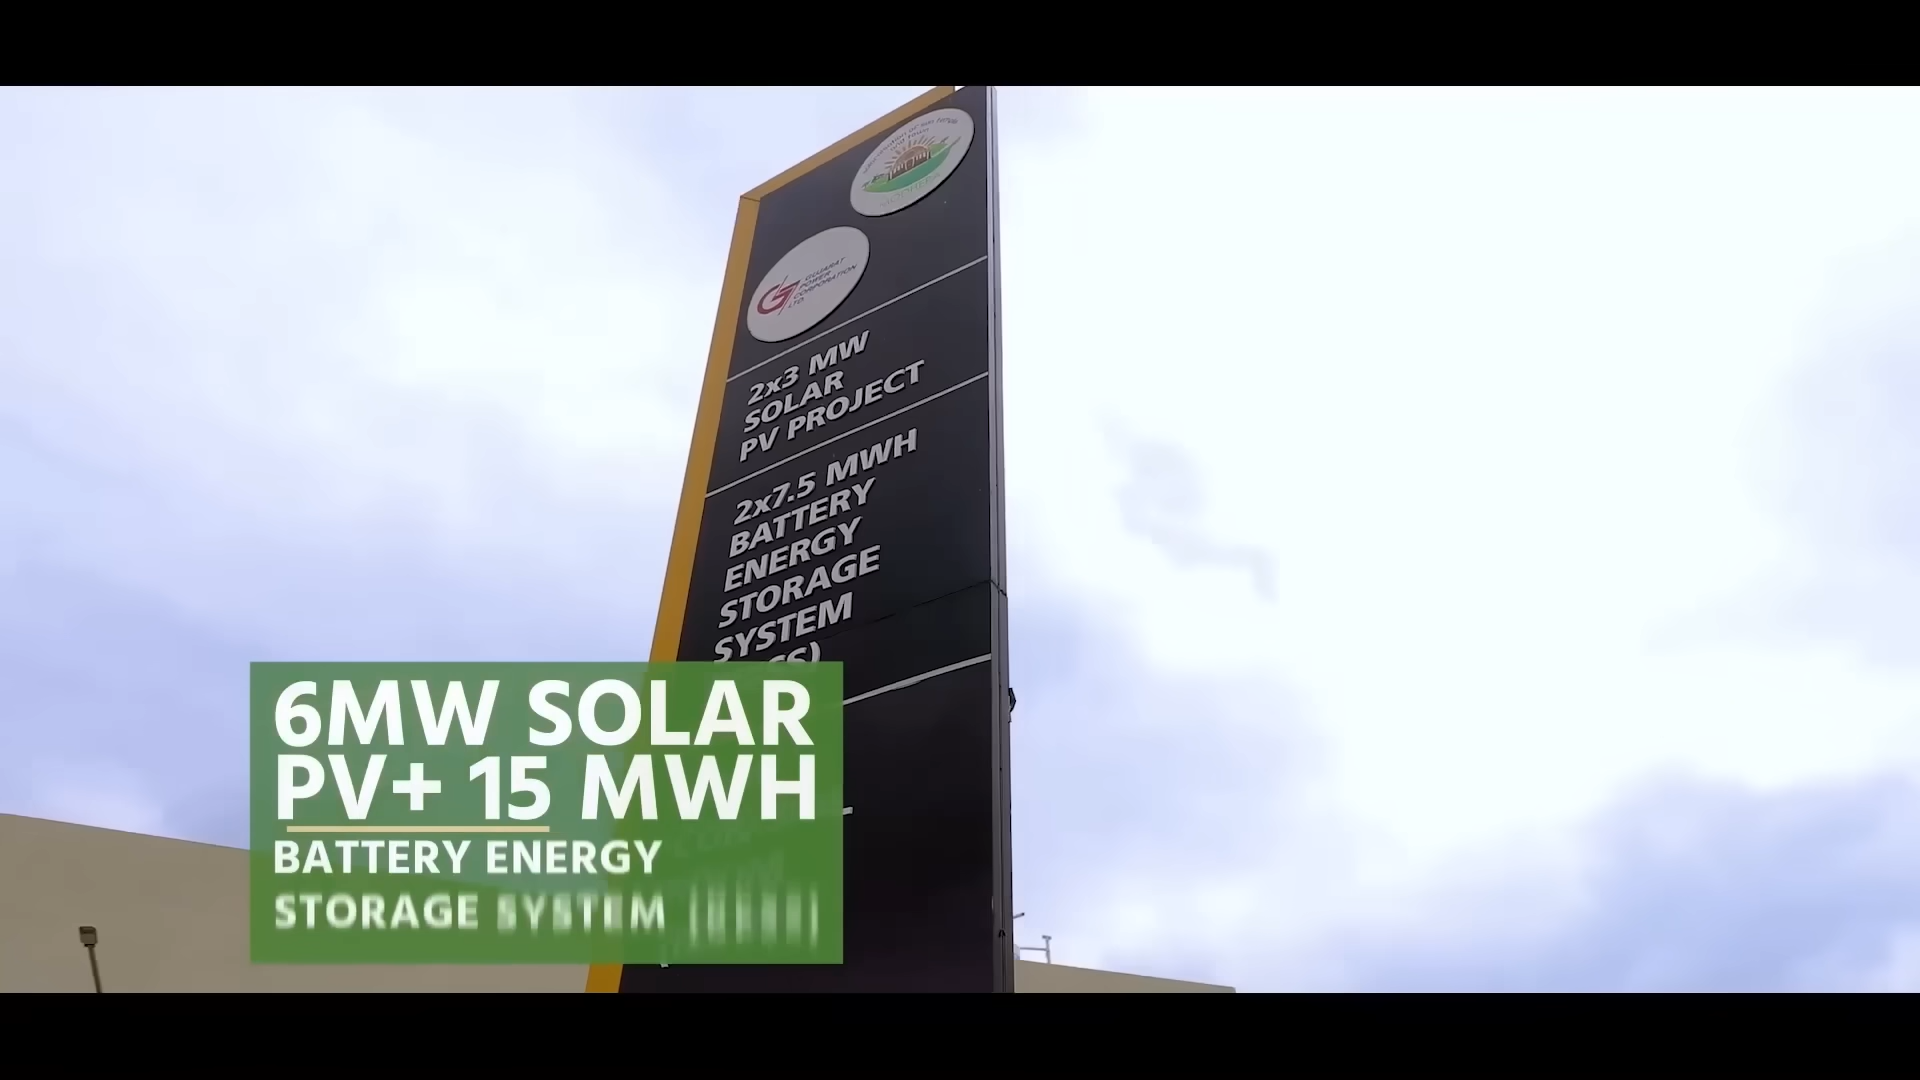 GUJARAT
POWER
CORPORATION
LTD
2x3 MW
SOLAR
PV PROJECT
2x7.5 MWH
BATTERY
ENERGY
STORAGE
SYSTEM
6MW SOLAR
PV+ 15 MWH
BATTERY ENERGY
STORAGE SYSTEM